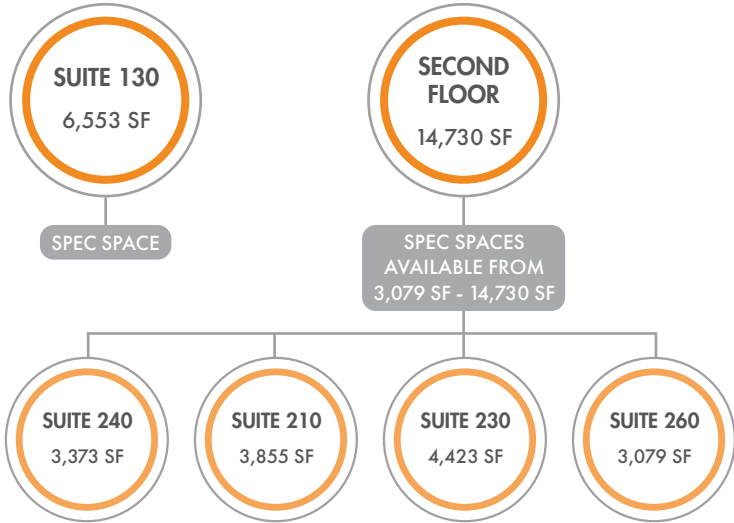 SUITE 130
6,553 SF
SPEC SPACE
SECOND
FLOOR
14,730 SF
SPEC SPACES
AVAILABLE FROM
3,079 SF - 14,730 SF
SUITE 240
3,373 SF
SUITE 210
3,855 SF
SUITE 230
4,423 SF
SUITE 260
3,079 SF